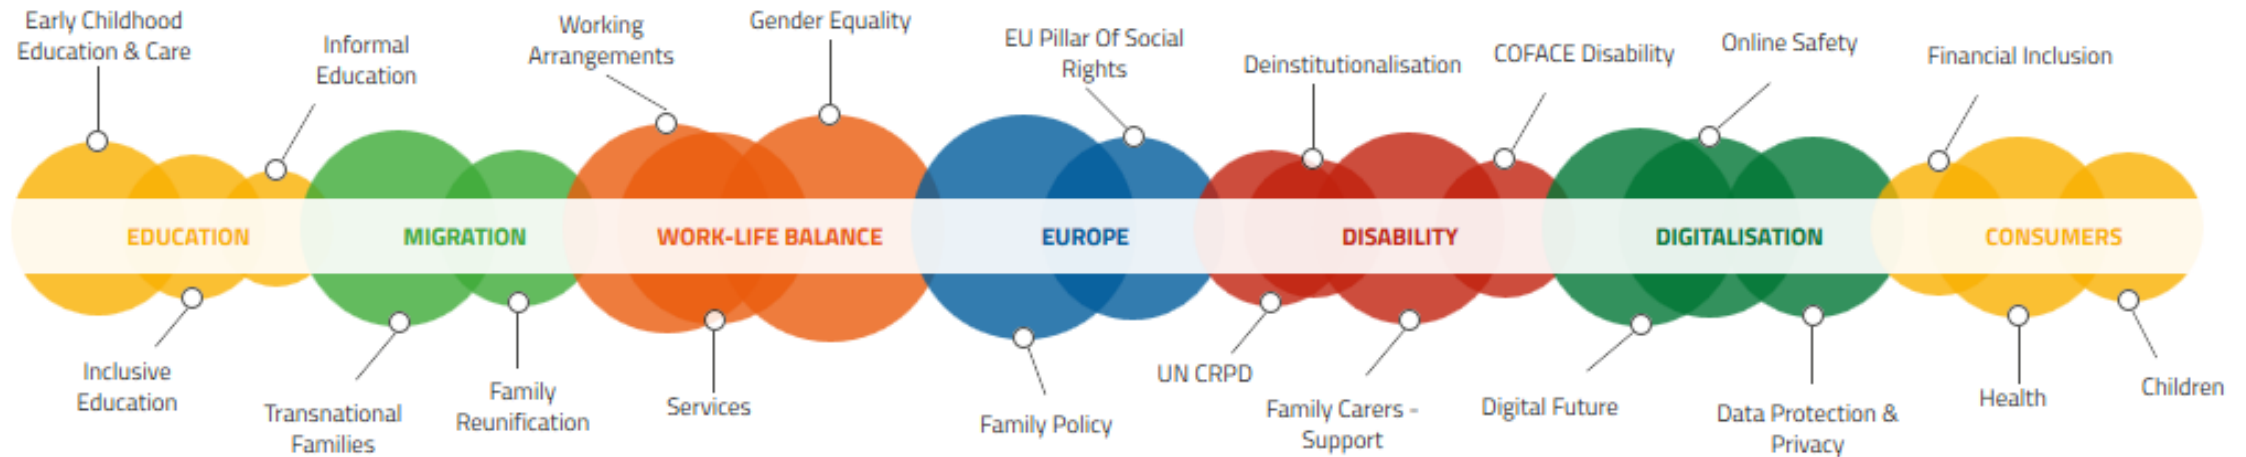 Early Childhood
Education & Care
Informal
Education
Working
Arrangements
Gender Equality
EU Pillar Of Social
Rights
Deinstitutionalisation
COFACE Disability
Online Safety
Financial Inclusion
EDUCATION
MIGRATION
WORK-LIFE BALANCE
EUROPE
DISABILITY
DIGITALISATION
CONSUMERS
Inclusive
Education
Transnational
Families
Family
Reunification
Services
Family Policy
UN CRPD
Family Carers -
Support
Digital Future
Data Protection &
Privacy
Health
Children